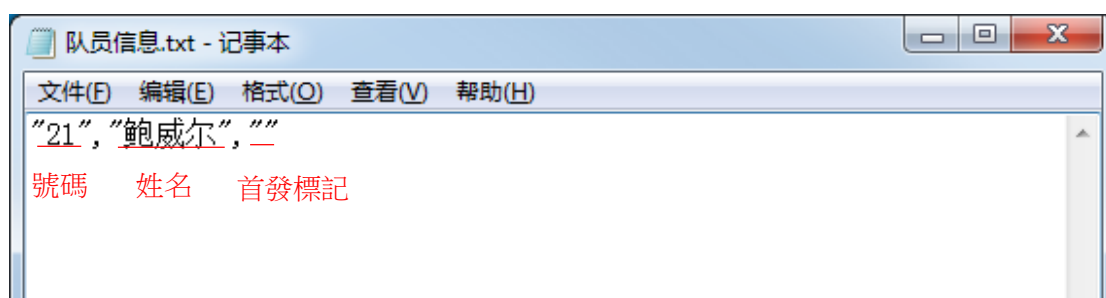 队员信息.txt - 记事本
文件(F) 编辑(E) 格式(O) 查看(V) 帮助(H)
"21","鲍威尔",""
號碼 姓名 首發標記